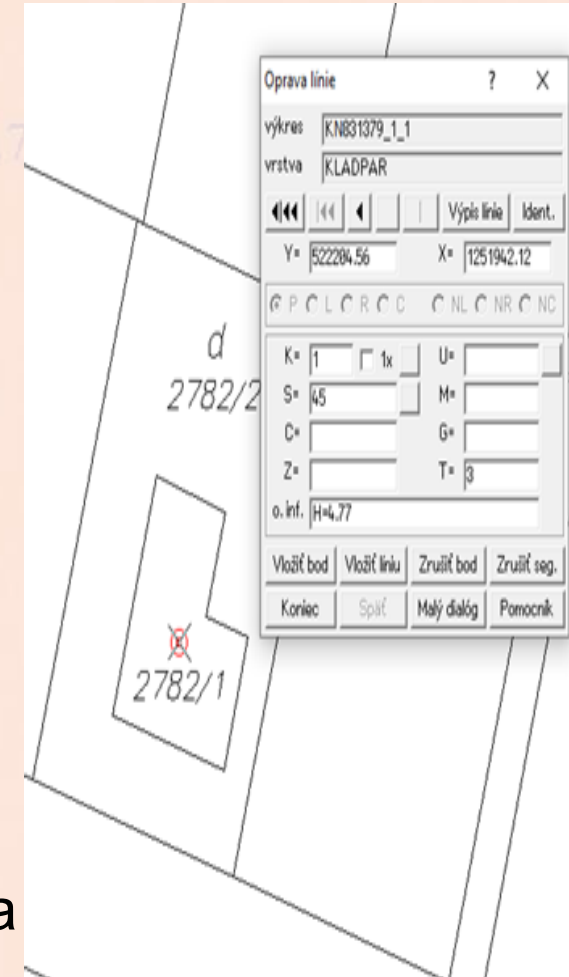 Oprava línie ? X
výkres KN831379_1_1
vrstva KLADPAR
Výpis línie Ident.
Y= 522284.56 X= 1251942.12
P L R C NL NR NC
K= 1 1x U=
S= 45 M=
C= G=
Z= T= 3
o. inf. H=4.77
Vložiť bod Vložiť líniu Zrušiť bod Zrušiť seg.
Koniec Späť Malý dialóg Pomocník
d
2782/2
2782/1
a